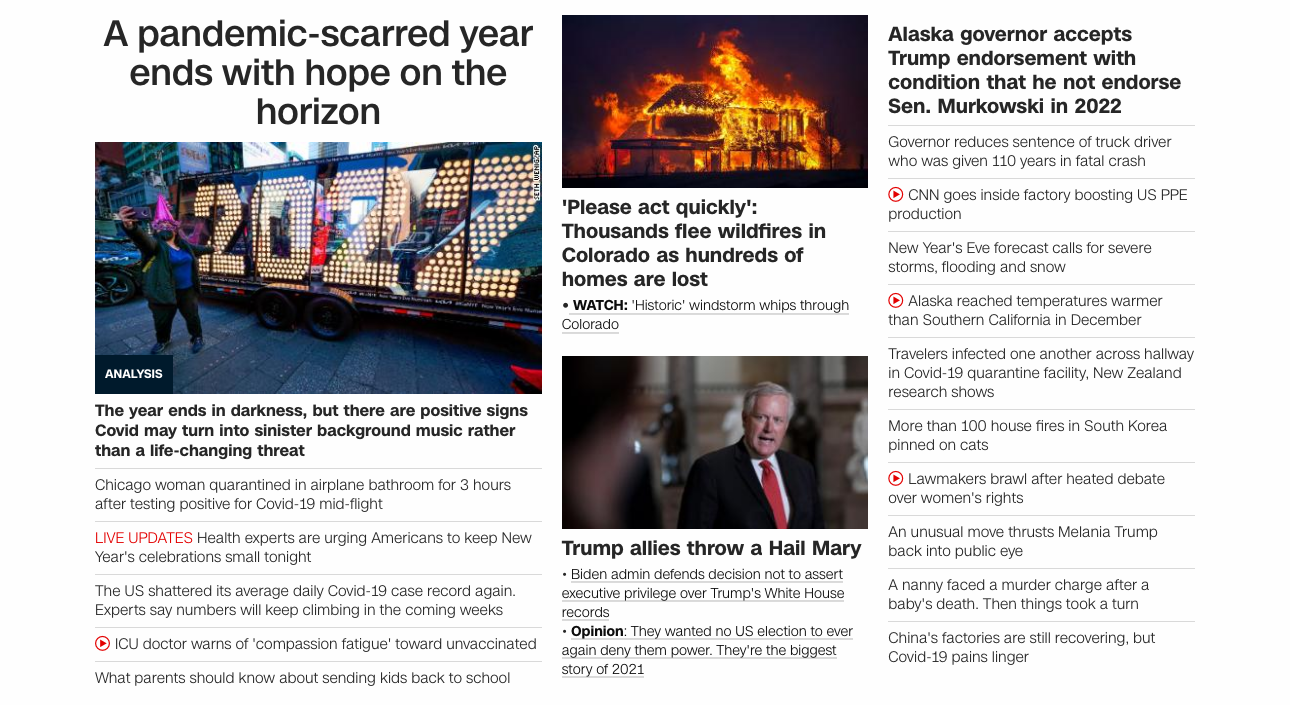 A pandemic-scarred year
ends with hope on the
horizon
2022
SETH WENIG/AP
ANALYSIS
The year ends in darkness, but there are positive signs
Covid may turn into sinister background music rather
than a life-changing threat
Chicago woman quarantined in airplane bathroom for 3 hours
after testing positive for Covid-19 mid-flight
LIVE UPDATES Health experts are urging Americans to keep New
Year's celebrations small tonight
The US shattered its average daily Covid-19 case record again.
Experts say numbers will keep climbing in the coming weeks
ICU doctor warns of 'compassion fatigue' toward unvaccinated
What parents should know about sending kids back to school
'Please act quickly':
Thousands flee wildfires in
Colorado as hundreds of
homes are lost
• WATCH: 'Historic' windstorm whips through
Colorado
Trump allies throw a Hail Mary
• Biden admin defends decision not to assert
executive privilege over Trump's White House
records
• Opinion: They wanted no US election to ever
again deny them power. They're the biggest
story of 2021
Alaska governor accepts
Trump endorsement with
condition that he not endorse
Sen. Murkowski in 2022
Governor reduces sentence of truck driver
who was given 110 years in fatal crash
CNN goes inside factory boosting US PPE
production
New Year's Eve forecast calls for severe
storms, flooding and snow
Alaska reached temperatures warmer
than Southern California in December
Travelers infected one another across hallway
in Covid-19 quarantine facility, New Zealand
research shows
More than 100 house fires in South Korea
pinned on cats
Lawmakers brawl after heated debate
over women's rights
An unusual move thrusts Melania Trump
back into public eye
A nanny faced a murder charge after a
baby's death. Then things took a turn
China's factories are still recovering, but
Covid-19 pains linger